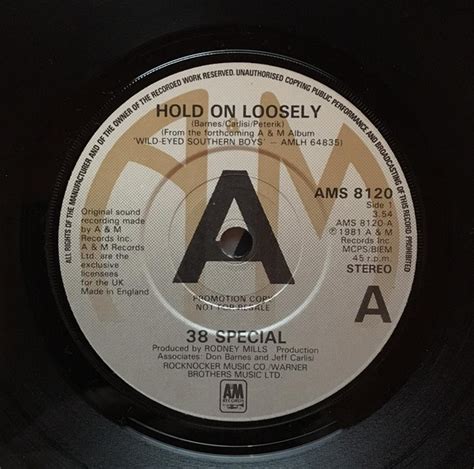 ALL RIGHTS OF THE MANUFACTURER AND OF THE OWNER OF THE RECORDED WORK RESERVED. UNAUTHORISED COPYING PUBLIC PERFORMANCE AND BROADCASTING OF THIS RECORD PROHIBITED
HOLD ON LOOSELY
(Barnes/Carlisi/Peterik)
(From the forthcoming A & M Album
'WILD-EYED SOUTHERN BOYS' – AMLH 64835)
AMS 8120
Side 1
3.54
AMS 8120 A
℗1981 A & M
Records Inc.
MCPS/BIEM
45 r.p.m.
STEREO
A
A
Original sound
recording made
by A & M
Records Inc.
A & M Records
Ltd. are the
exclusive
licensees
for the UK
Made in England
PROMOTION COPY
NOT FOR RESALE
38 SPECIAL
Produced by RODNEY MILLS Production
Associates: Don Barnes and Jeff Carlisi
ROCKNOCKER MUSIC CO./WARNER
BROTHERS MUSIC LTD.
AM
RECORDS